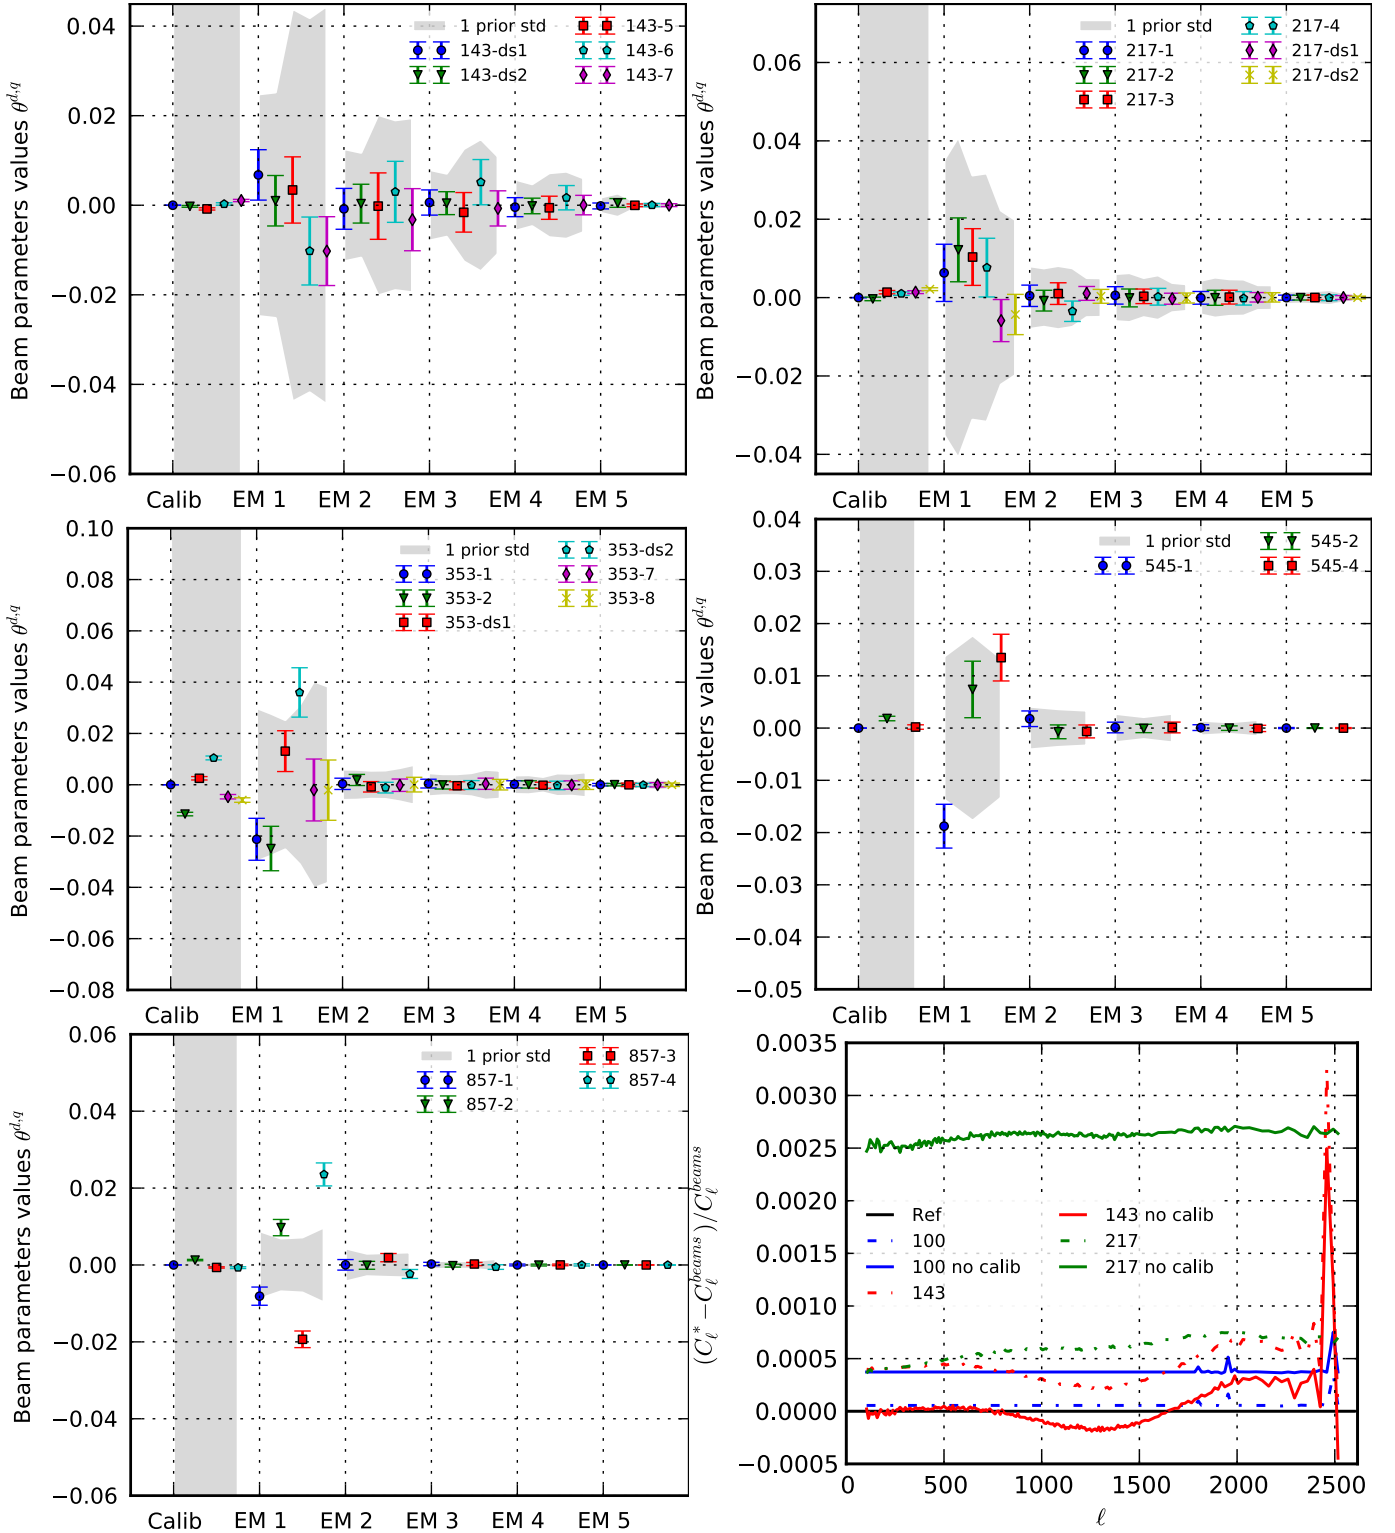 0.04
0.02
0.00
−0.02
−0.04
−0.06
Beam parameters values θ^{d,q}
1 prior std
143-ds1
143-ds2
143-5
143-6
143-7
Calib EM 1 EM 2 EM 3 EM 4 EM 5
0.06
0.04
0.02
0.00
−0.02
−0.04
Beam parameters values θ^{d,q}
1 prior std
217-1
217-2
217-3
217-4
217-ds1
217-ds2
Calib EM 1 EM 2 EM 3 EM 4 EM 5
0.10
0.08
0.06
0.04
0.02
0.00
−0.02
−0.04
−0.06
−0.08
Beam parameters values θ^{d,q}
1 prior std
353-1
353-2
353-ds1
353-ds2
353-7
353-8
Calib EM 1 EM 2 EM 3 EM 4 EM 5
0.04
0.03
0.02
0.01
0.00
−0.01
−0.02
−0.03
−0.04
−0.05
Beam parameters values θ^{d,q}
1 prior std
545-1
545-2
545-4
Calib EM 1 EM 2 EM 3 EM 4 EM 5
0.06
0.04
0.02
0.00
−0.02
−0.04
−0.06
Beam parameters values θ^{d,q}
1 prior std
857-1
857-2
857-3
857-4
Calib EM 1 EM 2 EM 3 EM 4 EM 5
0.0035
0.0030
0.0025
0.0020
0.0015
0.0010
0.0005
0.0000
−0.0005
(C_ℓ^* − C_ℓ^{beams})/C_ℓ^{beams}
Ref
100
100 no calib
143
143 no calib
217
217 no calib
0 500 1000 1500 2000 2500
ℓ